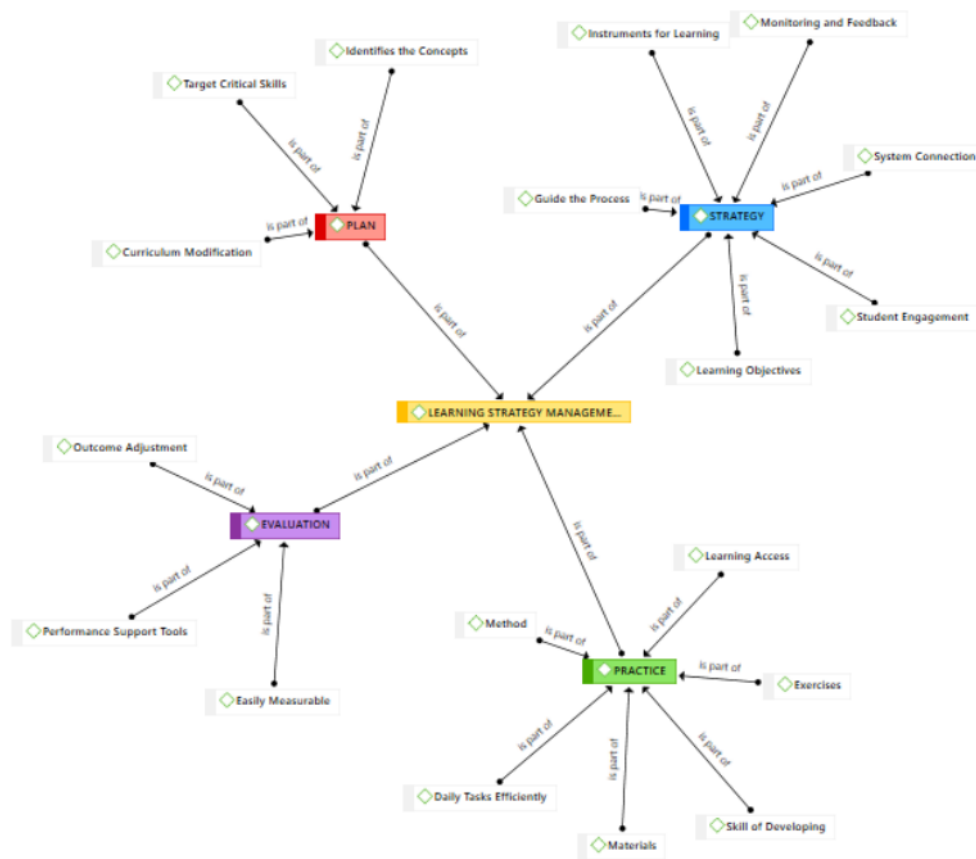 Monitoring and Feedback
Instruments for Learning
Identifies the Concepts
Target Critical Skills
is part of
is part of
is part of
is part of
System Connection
is part of
Guide the Process
is part of
STRATEGY
is part of
PLAN
Curriculum Modification
is part of
Student Engagement
is part of
is part of
is part of
is part of
Learning Objectives
LEARNING STRATEGY MANAGEME...
Outcome Adjustment
is part of
is part of
EVALUATION
is part of
Learning Access
is part of
is part of
Method
is part of
Performance Support Tools
is part of
is part of
PRACTICE
Exercises
Easily Measurable
is part of
is part of
is part of
Daily Tasks Efficiently
Skill of Developing
Materials